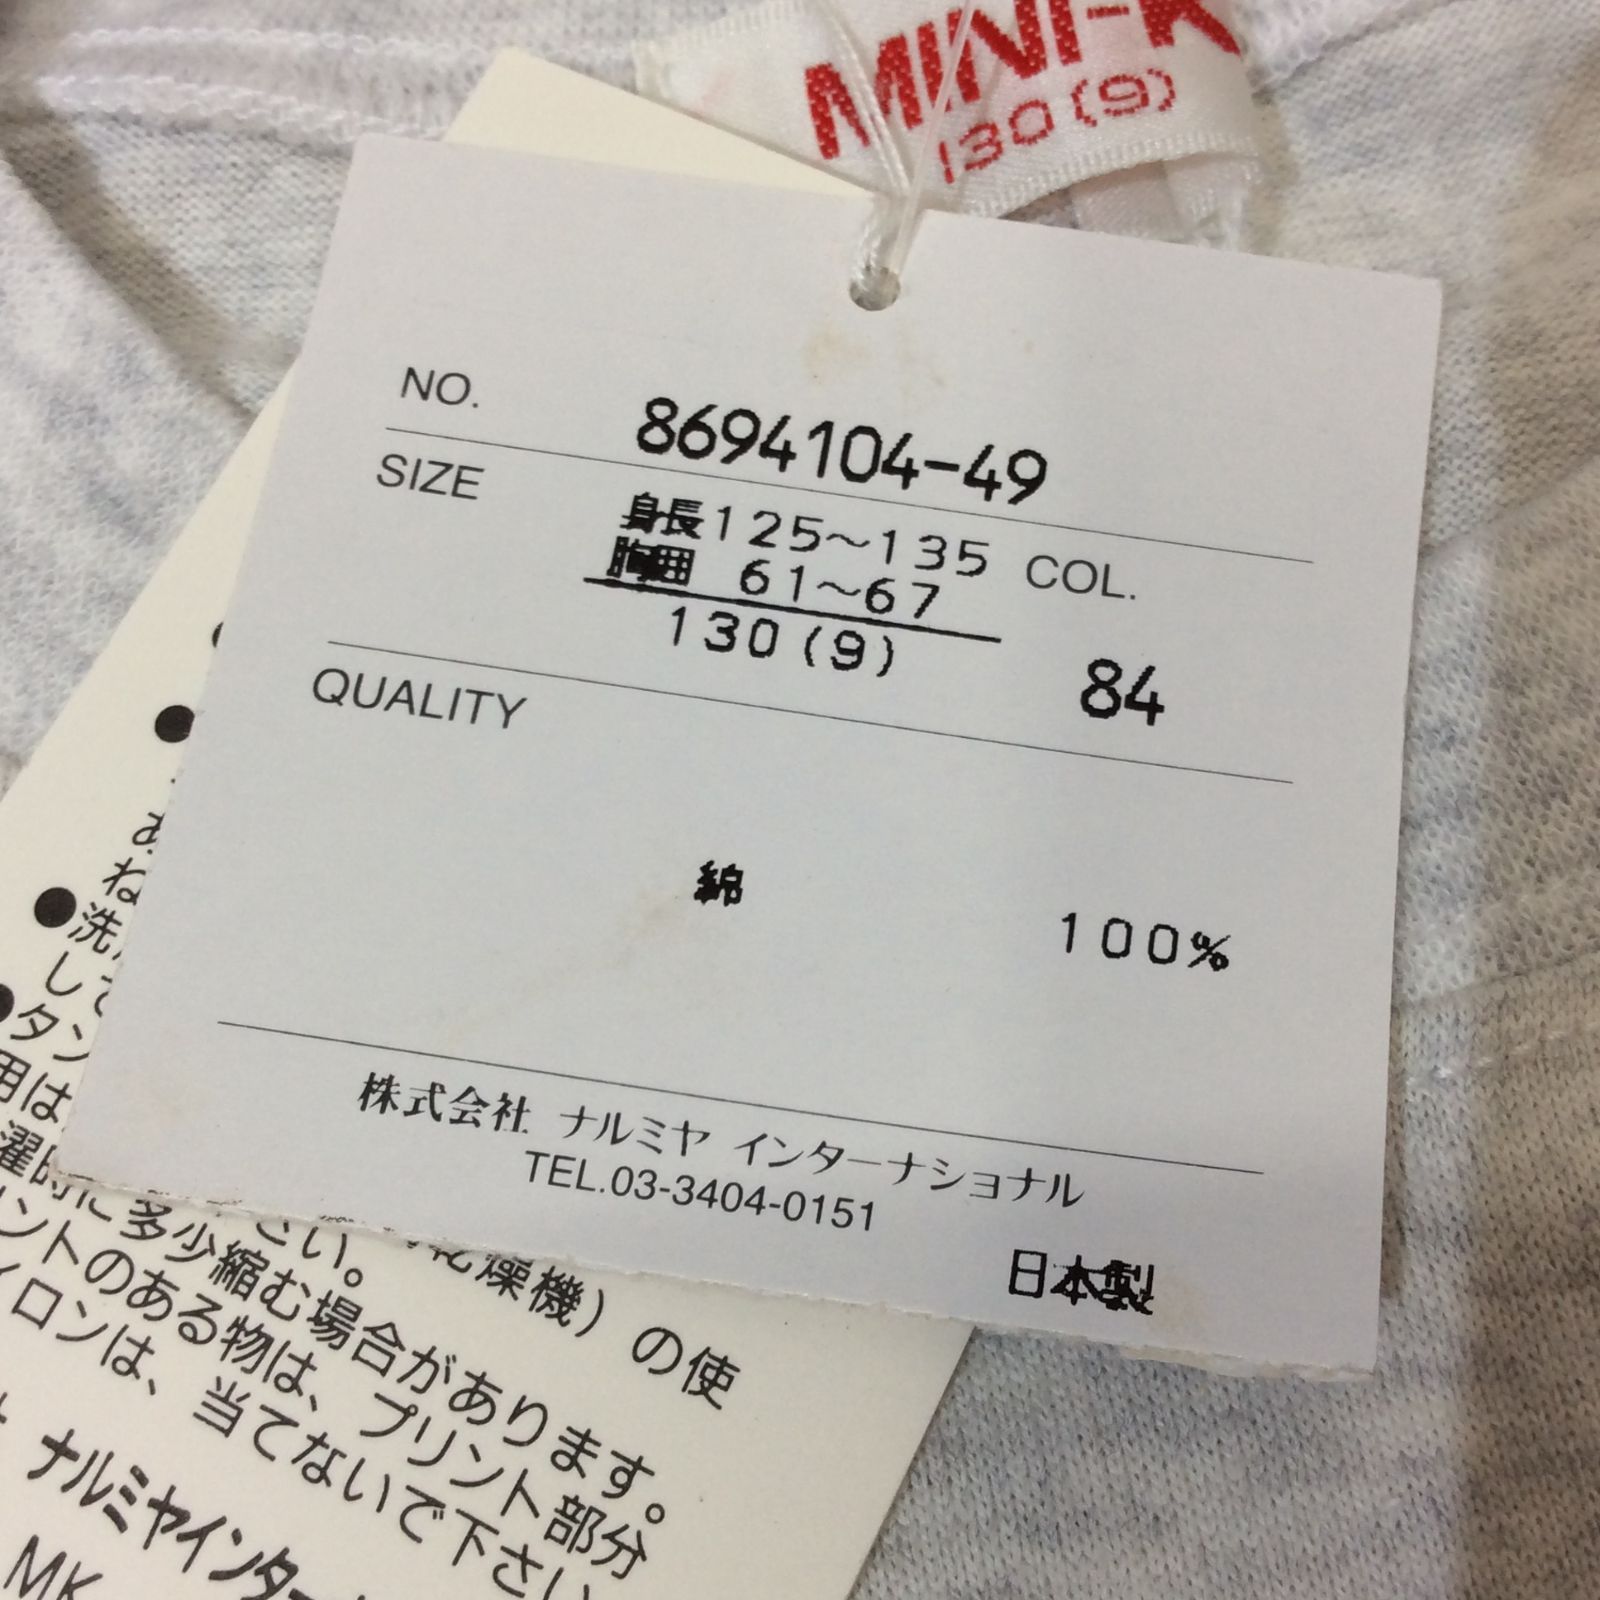 MINI-K
130(9)
NO. 8694104-49
SIZE 身長125〜135 COL.
胸囲 61〜67
130(9) 84
QUALITY
綿 100%
株式会社 ナルミヤ インターナショナル
TEL.03-3404-0151
日本製
ね
●洗
して
●タン
乾燥機)の使
用は さい。
濯時に多少縮む場合があります。
ントのある物は、プリント部分
イロンは、当てないで下さい
ナルミヤインター
MK